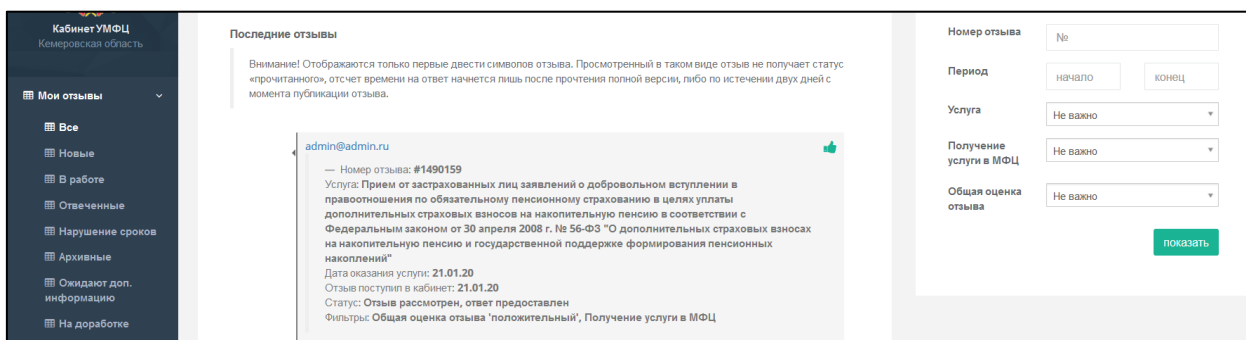 Кабинет УМФЦ
Кемеровская область
Мои отзывы
Все
Новые
В работе
Отвеченные
Нарушение сроков
Архивные
Ожидают доп.
информацию
На доработке
Последние отзывы
Внимание! Отображаются только первые двести символов отзыва. Просмотренный в таком виде отзыв не получает статус
«прочитанного», отсчет времени на ответ начнется лишь после прочтения полной версии, либо по истечении двух дней с
момента публикации отзыва.
admin@admin.ru
— Номер отзыва: #1490159
Услуга: Прием от застрахованных лиц заявлений о добровольном вступлении в
правоотношения по обязательному пенсионному страхованию в целях уплаты
дополнительных страховых взносов на накопительную пенсию в соответствии с
Федеральным законом от 30 апреля 2008 г. № 56-ФЗ "О дополнительных страховых взносах
на накопительную пенсию и государственной поддержке формирования пенсионных
накоплений"
Дата оказания услуги: 21.01.20
Отзыв поступил в кабинет: 21.01.20
Статус: Отзыв рассмотрен, ответ предоставлен
Фильтры: Общая оценка отзыва 'положительный', Получение услуги в МФЦ
Номер отзыва
№
Период
начало
конец
Услуга
Не важно
Получение
услуги в МФЦ
Не важно
Общая оценка
отзыва
Не важно
показать